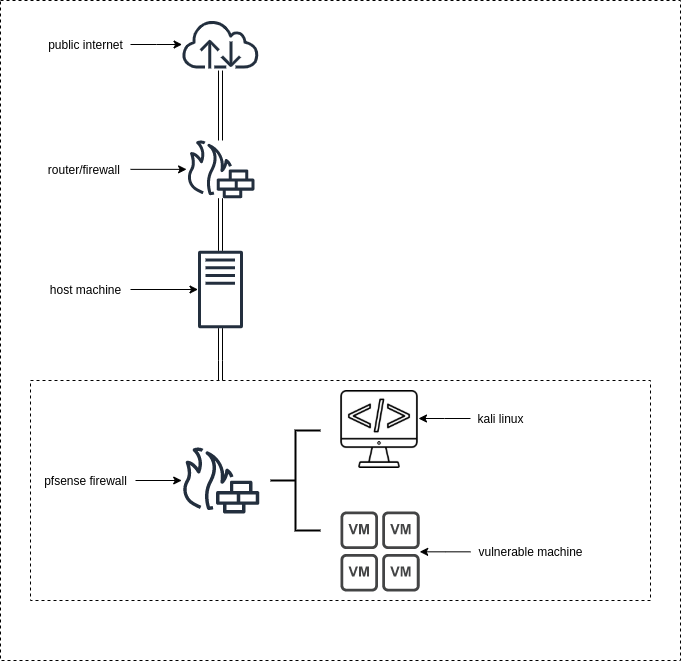 public internet
router/firewall
host machine
</>
kali linux
pfsense firewall
VM VM
VM VM
vulnerable machine